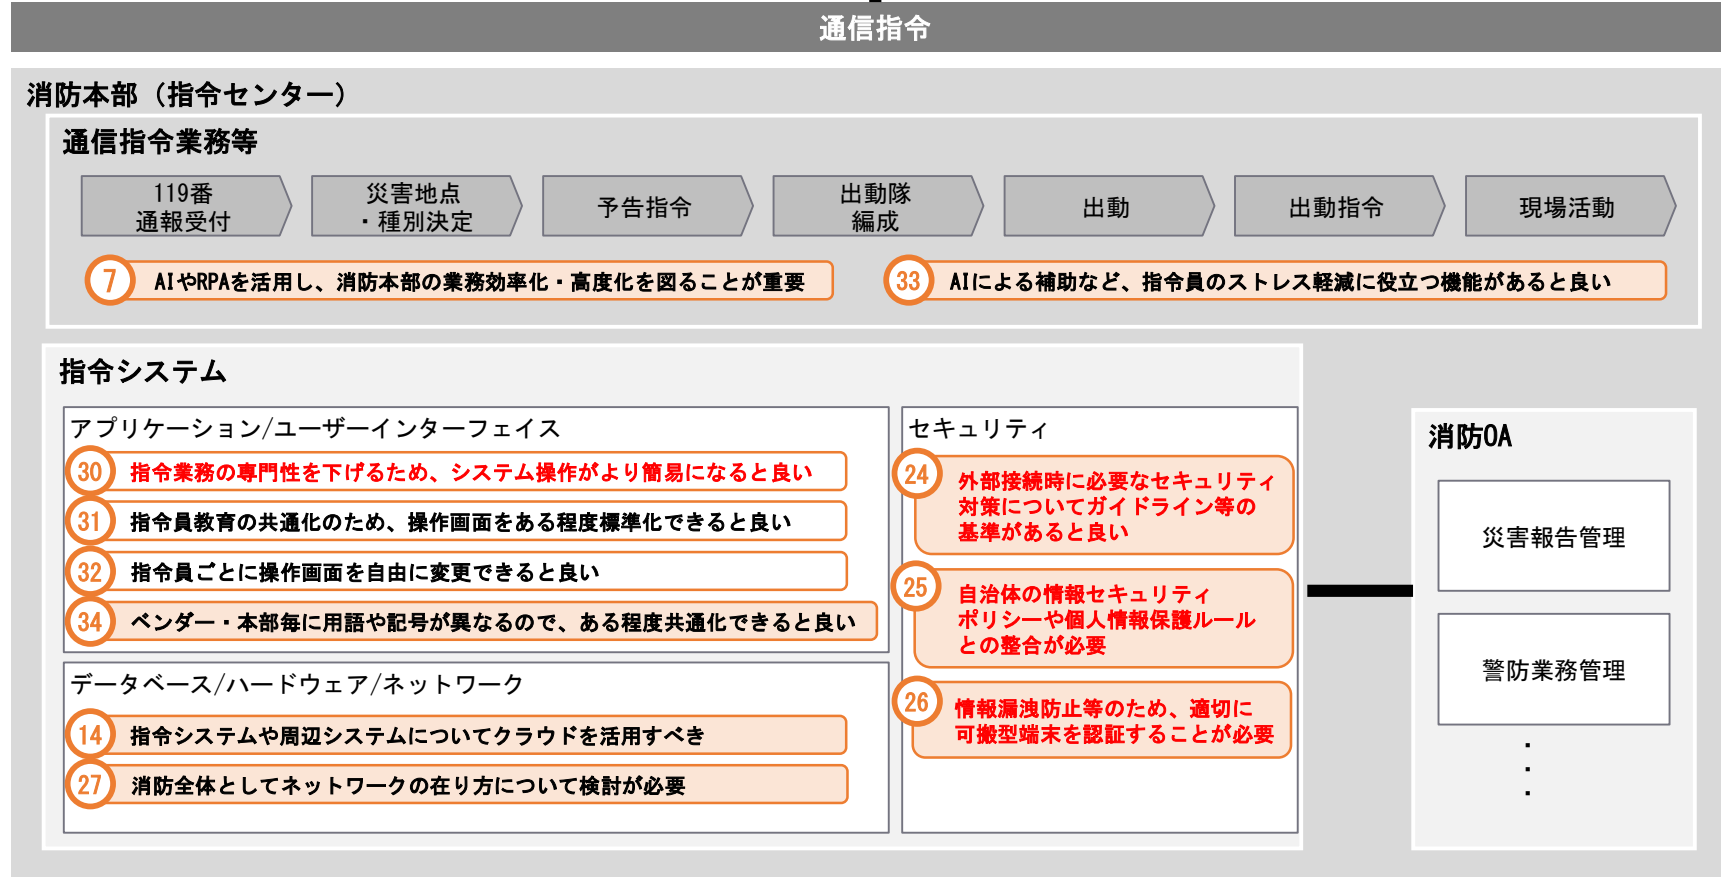 通信指令
消防本部（指令センター）
通信指令業務等
119番
通報受付
災害地点
・種別決定
予告指令
出動隊
編成
出動
出動指令
現場活動
7 AIやRPAを活用し、消防本部の業務効率化・高度化を図ることが重要
33 AIによる補助など、指令員のストレス軽減に役立つ機能があると良い
指令システム
アプリケーション/ユーザーインターフェイス
30 指令業務の専門性を下げるため、システム操作がより簡易になると良い
31 指令員教育の共通化のため、操作画面をある程度標準化できると良い
32 指令員ごとに操作画面を自由に変更できると良い
34 ベンダー・本部毎に用語や記号が異なるので、ある程度共通化できると良い
データベース/ハードウェア/ネットワーク
14 指令システムや周辺システムについてクラウドを活用すべき
27 消防全体としてネットワークの在り方について検討が必要
セキュリティ
24 外部接続時に必要なセキュリティ
対策についてガイドライン等の
基準があると良い
25 自治体の情報セキュリティ
ポリシーや個人情報保護ルール
との整合が必要
26 情報漏洩防止等のため、適切に
可搬型端末を認証することが必要
消防OA
災害報告管理
警防業務管理
・
・
・